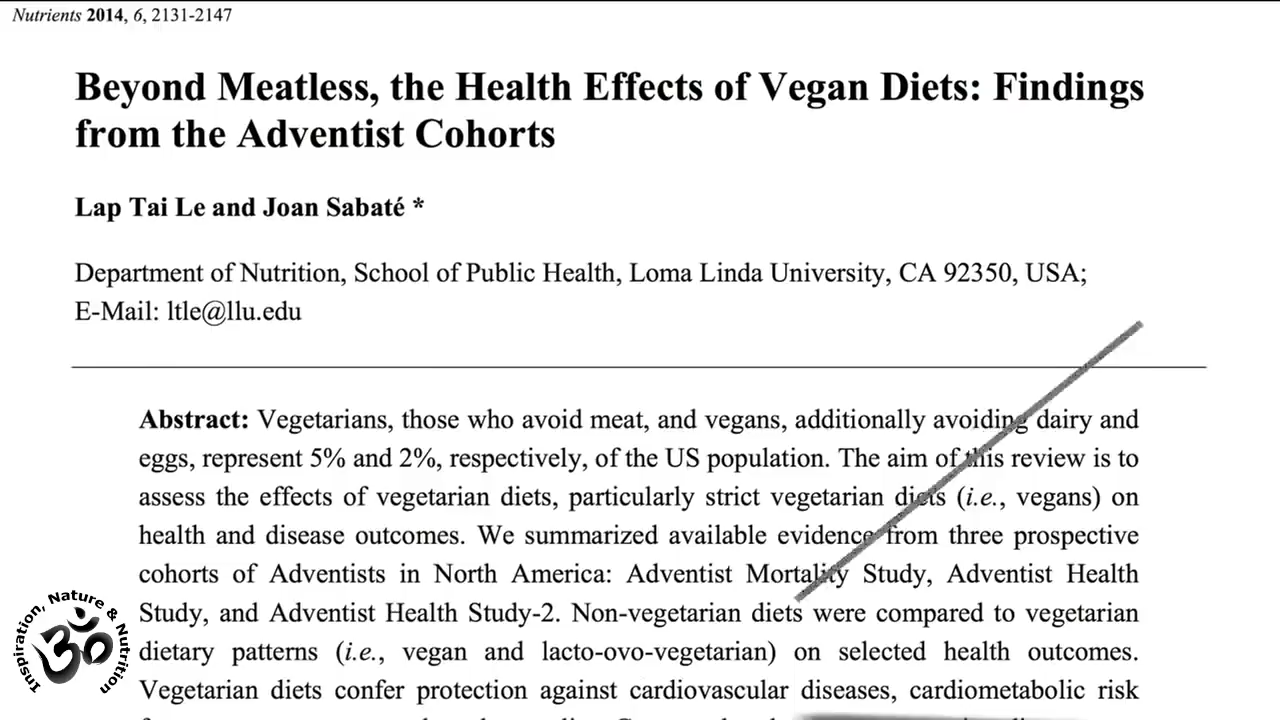 Nutrients 2014, 6, 2131-2147
Beyond Meatless, the Health Effects of Vegan Diets: Findings
from the Adventist Cohorts
Lap Tai Le and Joan Sabaté *
Department of Nutrition, School of Public Health, Loma Linda University, CA 92350, USA;
E-Mail: ltle@llu.edu
Abstract: Vegetarians, those who avoid meat, and vegans, additionally avoiding dairy and
eggs, represent 5% and 2%, respectively, of the US population. The aim of this review is to
assess the effects of vegetarian diets, particularly strict vegetarian diets (i.e., vegans) on
health and disease outcomes. We summarized available evidence from three prospective
cohorts of Adventists in North America: Adventist Mortality Study, Adventist Health
Study, and Adventist Health Study-2. Non-vegetarian diets were compared to vegetarian
dietary patterns (i.e., vegan and lacto-ovo-vegetarian) on selected health outcomes.
Vegetarian diets confer protection against cardiovascular diseases, cardiometabolic risk
Inspiration, Nature & Nutrition
ॐ